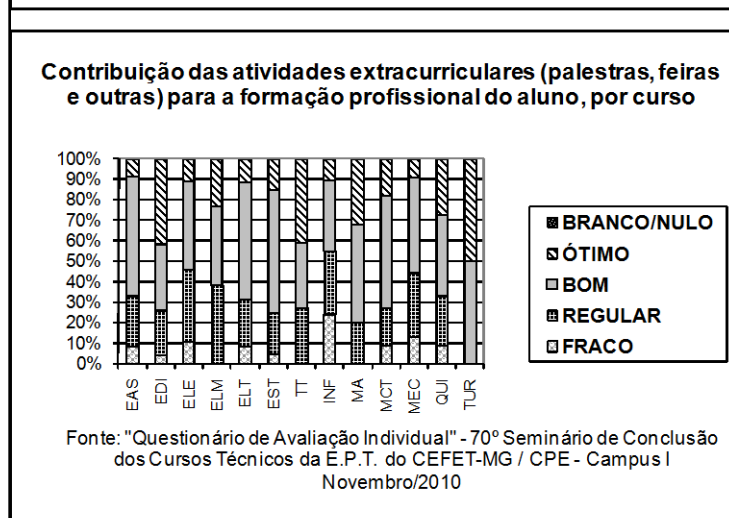 Contribuição das atividades extracurriculares (palestras, feiras
e outras) para a formação profissional do aluno, por curso
100%
90%
80%
70%
60%
50%
40%
30%
20%
10%
0%
EAS
EDI
ELE
ELM
ELT
EST
TT
INF
MA
MCT
MEC
QUI
TUR
BRANCO/NULO
ÓTIMO
BOM
REGULAR
FRACO
Fonte: "Questionário de Avaliação Individual" - 70º Seminário de Conclusão
dos Cursos Técnicos da E.P.T. do CEFET-MG / CPE - Campus I
Novembro/2010